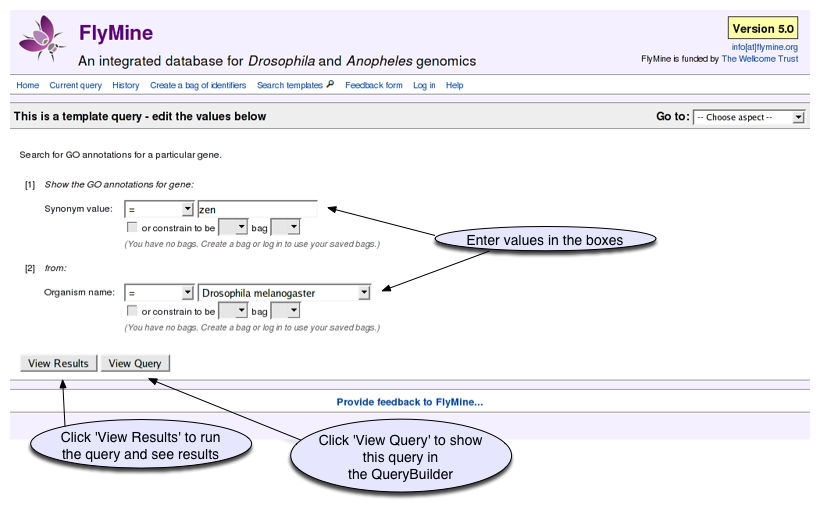 FlyMine
Version 5.0
An integrated database for Drosophila and Anopheles genomics
info[at]flymine.org
FlyMine is funded by The Wellcome Trust
Home Current query History Create a bag of identifiers Search templates Feedback form Log in Help
This is a template query - edit the values below
Go to: -- Choose aspect --
Search for GO annotations for a particular gene.
[1] Show the GO annotations for gene:
Synonym value: = zen
or constrain to be bag
(You have no bags. Create a bag or log in to use your saved bags.)
Enter values in the boxes
[2] from:
Organism name: = Drosophila melanogaster
or constrain to be bag
(You have no bags. Create a bag or log in to use your saved bags.)
View Results View Query
Provide feedback to FlyMine...
Click 'View Results' to run
the query and see results
Click 'View Query' to show
this query in
the QueryBuilder